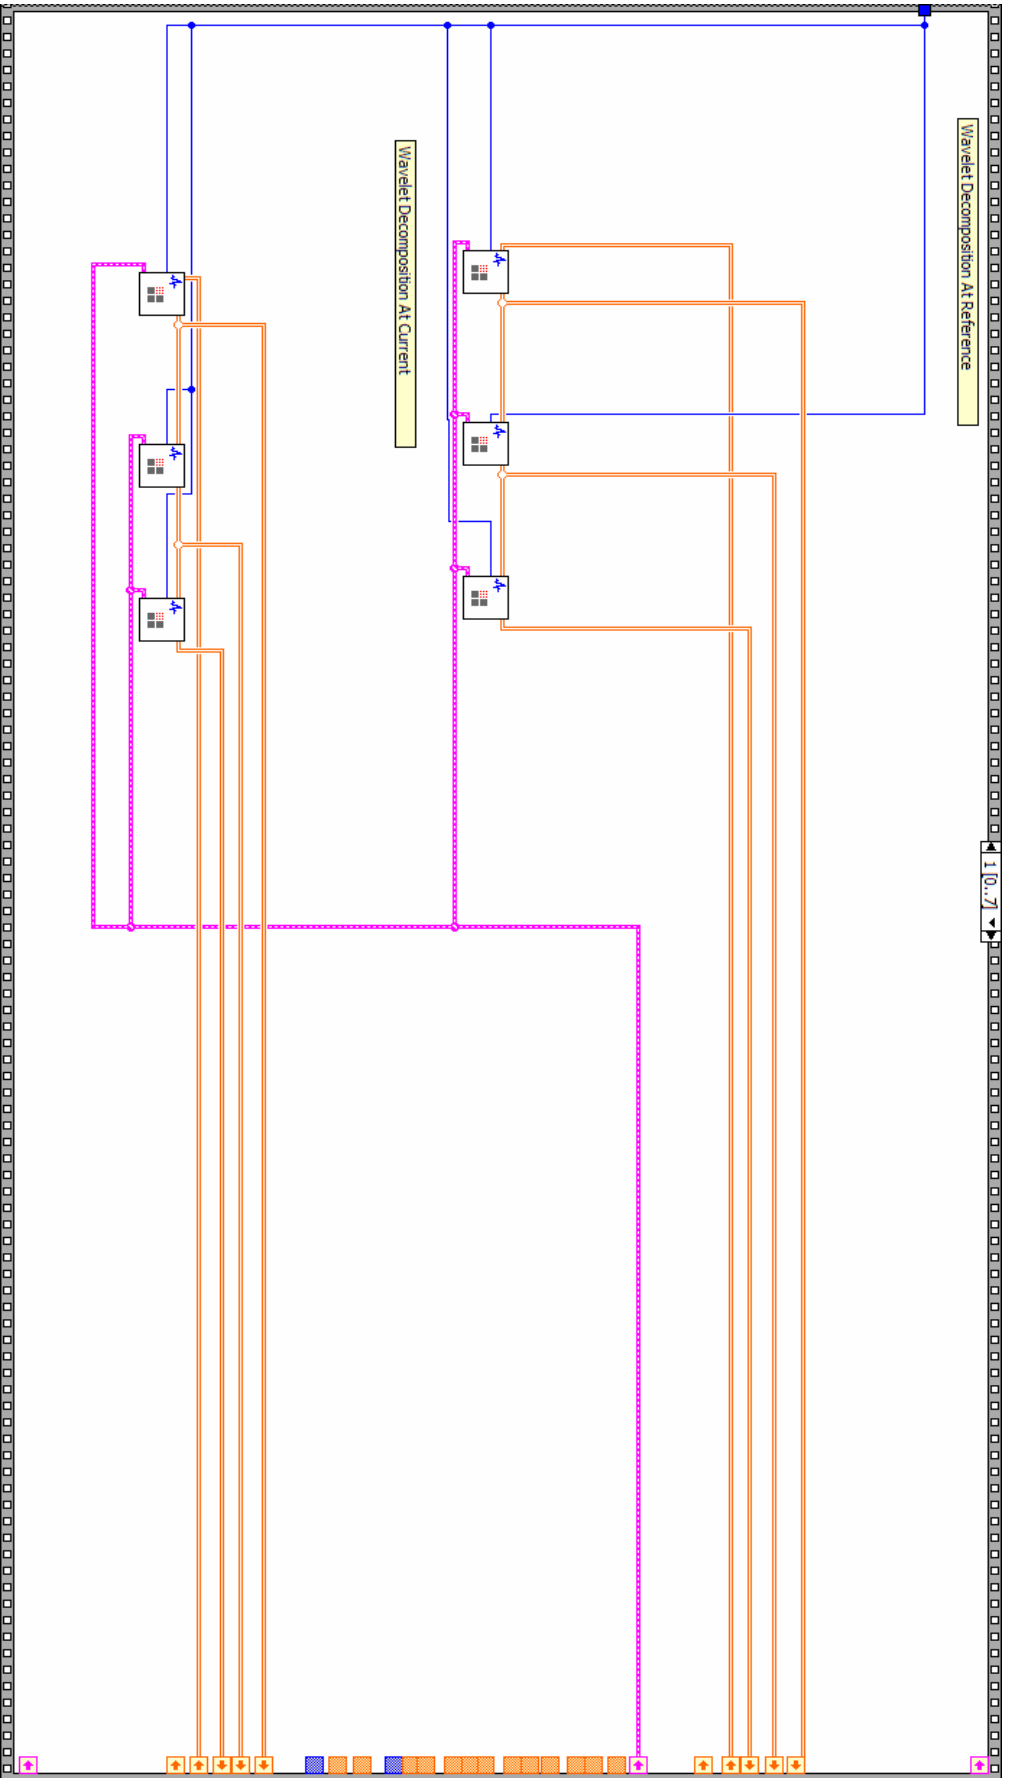 Wavelet Decomposition At Reference
1 [0..7]
Wavelet Decomposition At Current